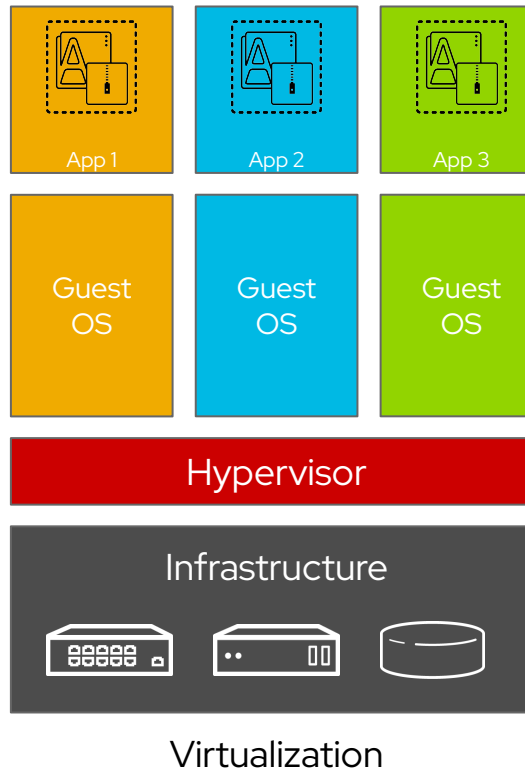 App 1
App 2
App 3
Guest
OS
Guest
OS
Guest
OS
Hypervisor
Infrastructure
Virtualization